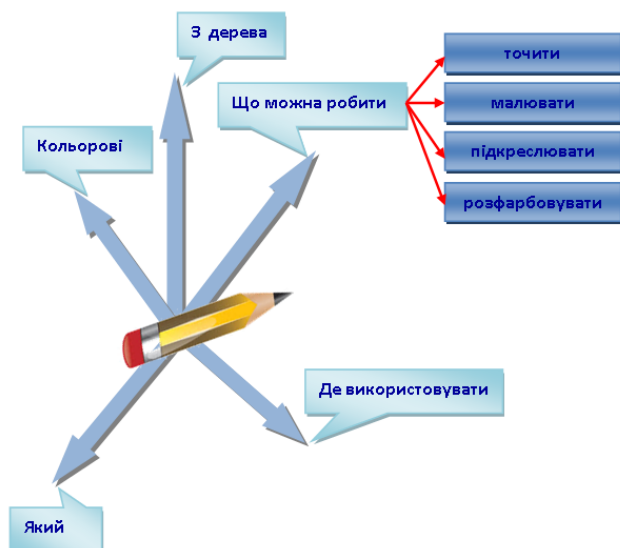 З дерева
точити
Що можна робити
малювати
Кольорові
підкреслювати
розфарбовувати
Де використовувати
Який